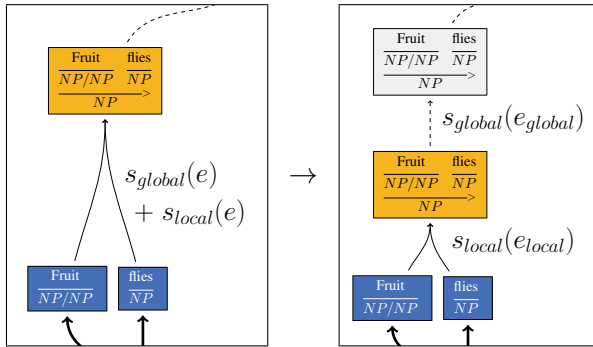 Fruit flies
NP/NP NP
NP >
s_global(e)
+ s_local(e)
Fruit
NP/NP
flies
NP
→
Fruit flies
NP/NP NP
NP >
s_global(e_global)
Fruit flies
NP/NP NP
NP >
s_local(e_local)
Fruit
NP/NP
flies
NP